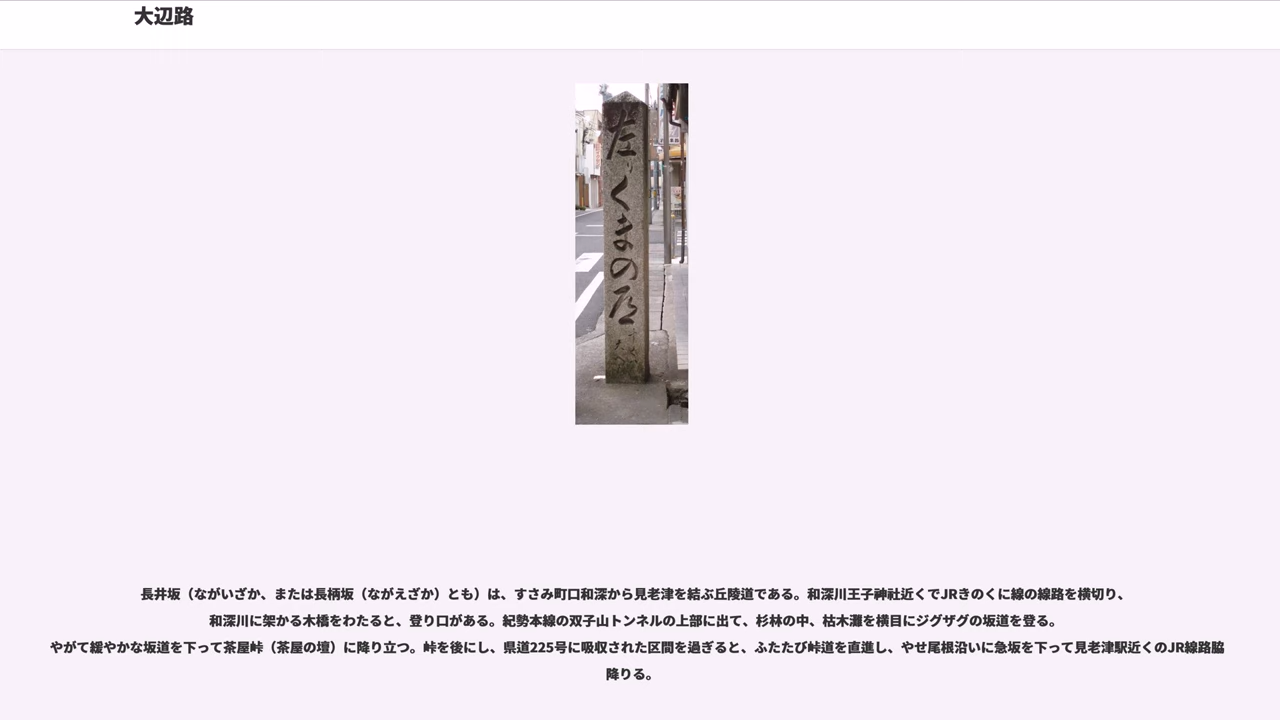 大辺路
左り
くまの道
長井坂（ながいざか、または長柄坂（ながえざか）とも）は、すさみ町口和深から見老津を結ぶ丘陵道である。和深川王子神社近くでJRきのくに線の線路を横切り、
和深川に架かる木橋をわたると、登り口がある。紀勢本線の双子山トンネルの上部に出て、杉林の中、枯木灘を横目にジグザグの坂道を登る。
やがて緩やかな坂道を下って茶屋峠（茶屋の壇）に降り立つ。峠を後にし、県道225号に吸収された区間を過ぎると、ふたたび峠道を直進し、やせ尾根沿いに急坂を下って見老津駅近くのJR線路脇
降りる。